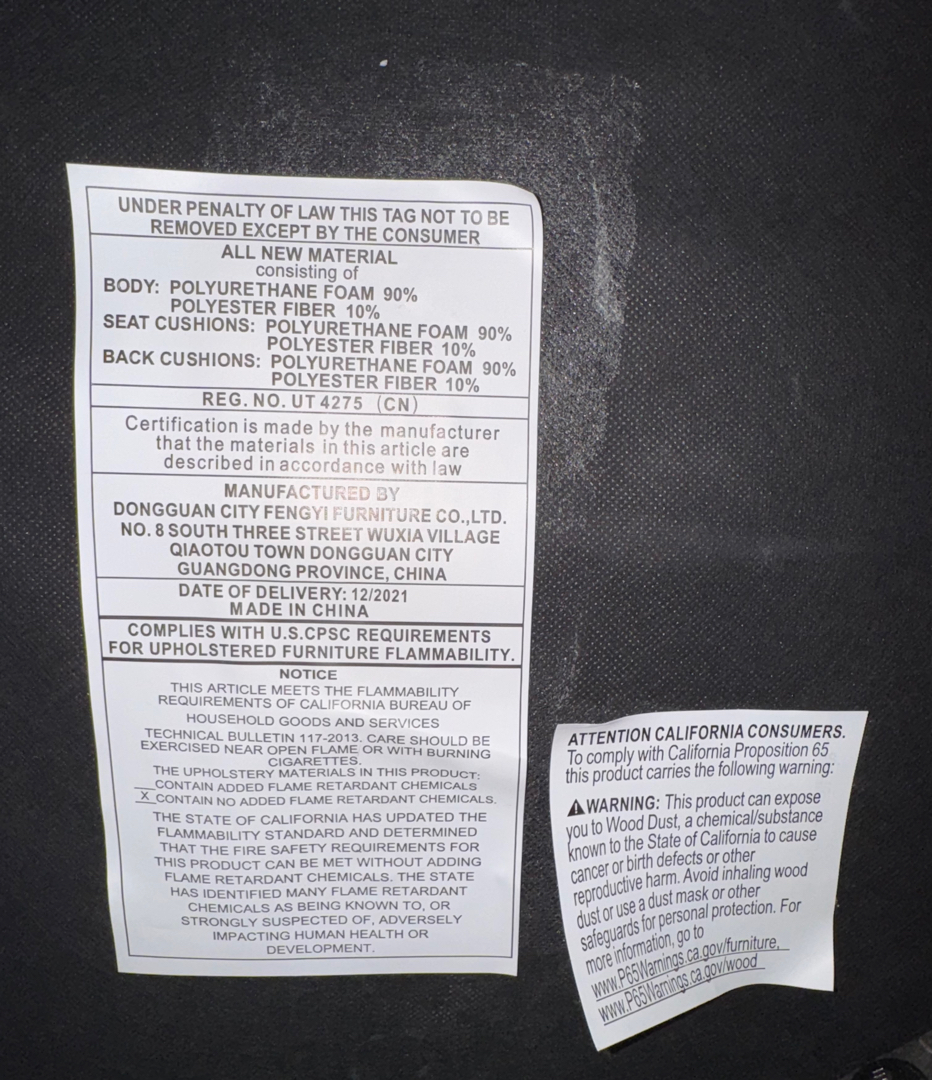 UNDER PENALTY OF LAW THIS TAG NOT TO BE
REMOVED EXCEPT BY THE CONSUMER
ALL NEW MATERIAL
consisting of
BODY: POLYURETHANE FOAM 90%
POLYESTER FIBER 10%
SEAT CUSHIONS: POLYURETHANE FOAM 90%
POLYESTER FIBER 10%
BACK CUSHIONS: POLYURETHANE FOAM 90%
POLYESTER FIBER 10%
REG. NO. UT 4275 (CN)
Certification is made by the manufacturer
that the materials in this article are
described in accordance with law
MANUFACTURED BY
DONGGUAN CITY FENGYI FURNITURE CO.,LTD.
NO. 8 SOUTH THREE STREET WUXIA VILLAGE
QIAOTOU TOWN DONGGUAN CITY
GUANGDONG PROVINCE, CHINA
DATE OF DELIVERY: 12/2021
MADE IN CHINA
COMPLIES WITH U.S.CPSC REQUIREMENTS
FOR UPHOLSTERED FURNITURE FLAMMABILITY.
NOTICE
THIS ARTICLE MEETS THE FLAMMABILITY
REQUIREMENTS OF CALIFORNIA BUREAU OF
HOUSEHOLD GOODS AND SERVICES
TECHNICAL BULLETIN 117-2013. CARE SHOULD BE
EXERCISED NEAR OPEN FLAME OR WITH BURNING
CIGARETTES.
THE UPHOLSTERY MATERIALS IN THIS PRODUCT:
__CONTAIN ADDED FLAME RETARDANT CHEMICALS
X CONTAIN NO ADDED FLAME RETARDANT CHEMICALS.
THE STATE OF CALIFORNIA HAS UPDATED THE
FLAMMABILITY STANDARD AND DETERMINED
THAT THE FIRE SAFETY REQUIREMENTS FOR
THIS PRODUCT CAN BE MET WITHOUT ADDING
FLAME RETARDANT CHEMICALS. THE STATE
HAS IDENTIFIED MANY FLAME RETARDANT
CHEMICALS AS BEING KNOWN TO, OR
STRONGLY SUSPECTED OF, ADVERSELY
IMPACTING HUMAN HEALTH OR
DEVELOPMENT.
ATTENTION CALIFORNIA CONSUMERS.
To comply with California Proposition 65
this product carries the following warning:
⚠WARNING: This product can expose
you to Wood Dust, a chemical/substance
known to the State of California to cause
cancer or birth defects or other
reproductive harm. Avoid inhaling wood
dust or use a dust mask or other
safeguards for personal protection. For
more information, go to
www.P65Warnings.ca.gov/furniture,
www.P65Warnings.ca.gov/wood